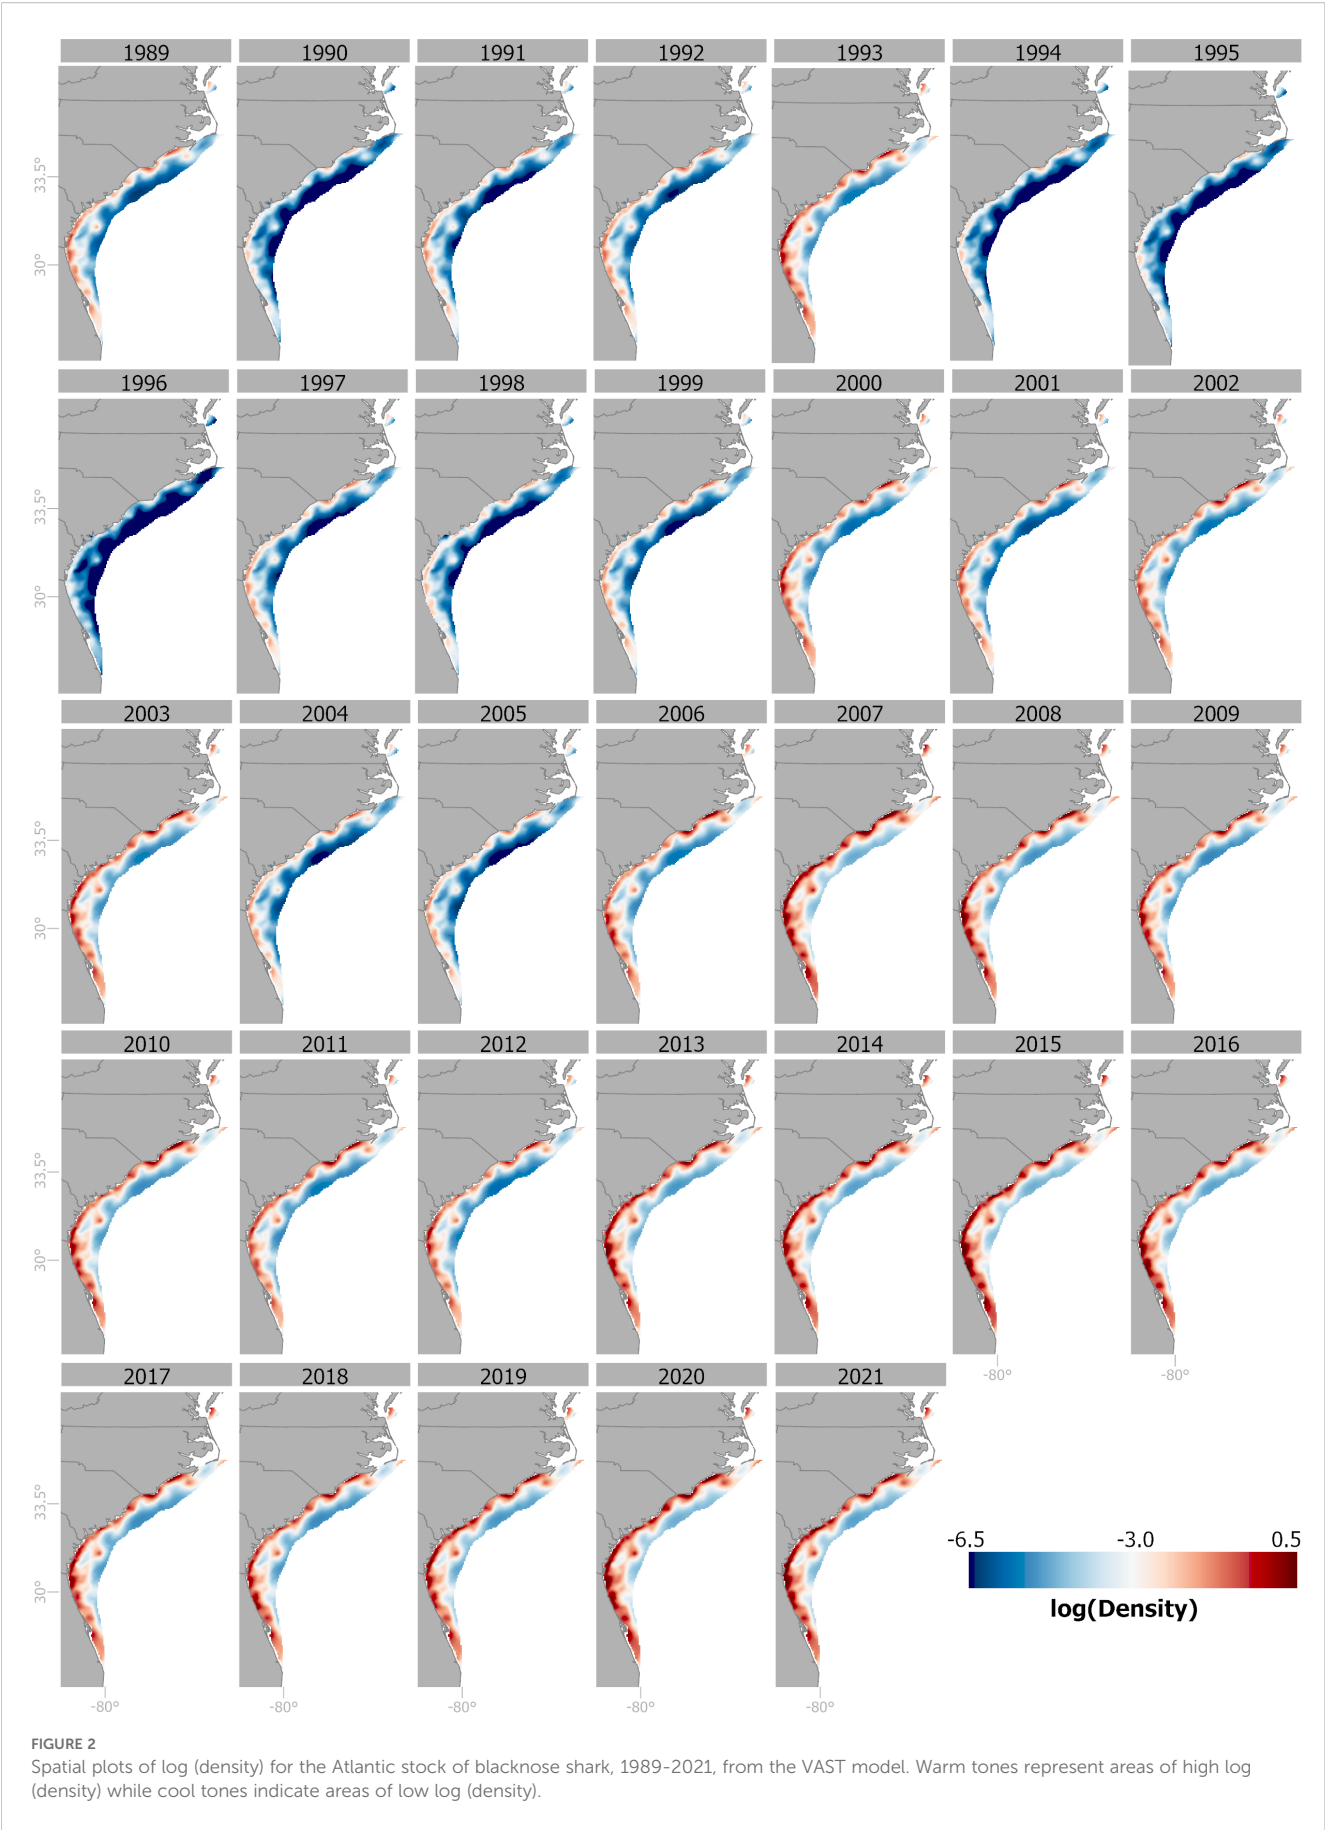 1989 1990 1991 1992 1993 1994 1995
33.5°
30°
1996 1997 1998 1999 2000 2001 2002
33.5°
30°
2003 2004 2005 2006 2007 2008 2009
33.5°
30°
2010 2011 2012 2013 2014 2015 2016
33.5°
30°
-80° -80°
2017 2018 2019 2020 2021
33.5°
-6.5 -3.0 0.5
30°
log(Density)
-80° -80° -80° -80° -80°
FIGURE 2
Spatial plots of log (density) for the Atlantic stock of blacknose shark, 1989-2021, from the VAST model. Warm tones represent areas of high log
(density) while cool tones indicate areas of low log (density).